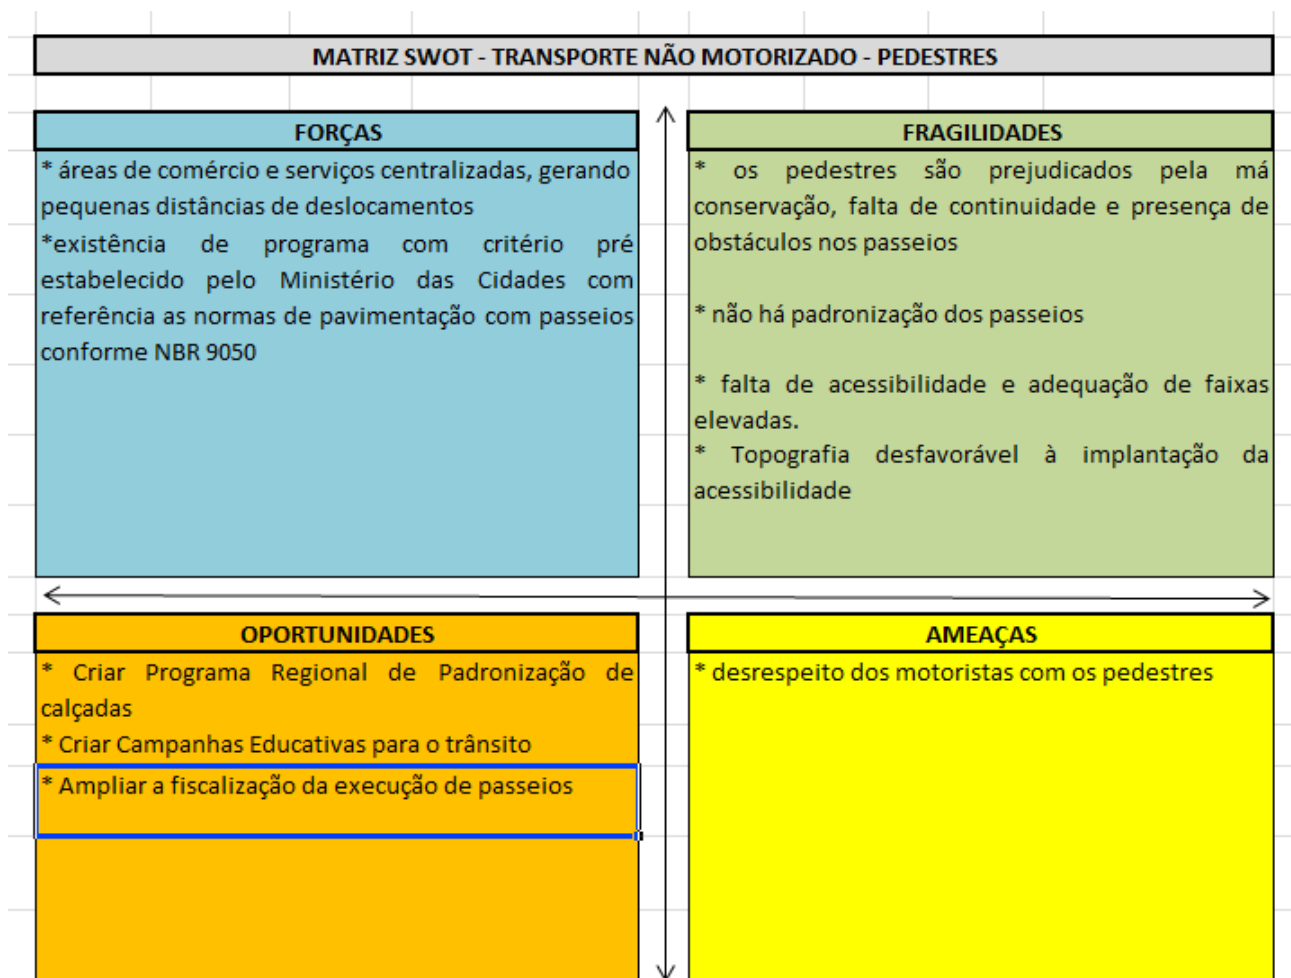 MATRIZ SWOT - TRANSPORTE NÃO MOTORIZADO - PEDESTRES
FORÇAS
* áreas de comércio e serviços centralizadas, gerando
pequenas distâncias de deslocamentos
*existência de programa com critério pré
estabelecido pelo Ministério das Cidades com
referência as normas de pavimentação com passeios
conforme NBR 9050
FRAGILIDADES
* os pedestres são prejudicados pela má
conservação, falta de continuidade e presença de
obstáculos nos passeios
* não há padronização dos passeios
* falta de acessibilidade e adequação de faixas
elevadas.
* Topografia desfavorável à implantação da
acessibilidade
OPORTUNIDADES
* Criar Programa Regional de Padronização de
calçadas
* Criar Campanhas Educativas para o trânsito
* Ampliar a fiscalização da execução de passeios
AMEAÇAS
* desrespeito dos motoristas com os pedestres